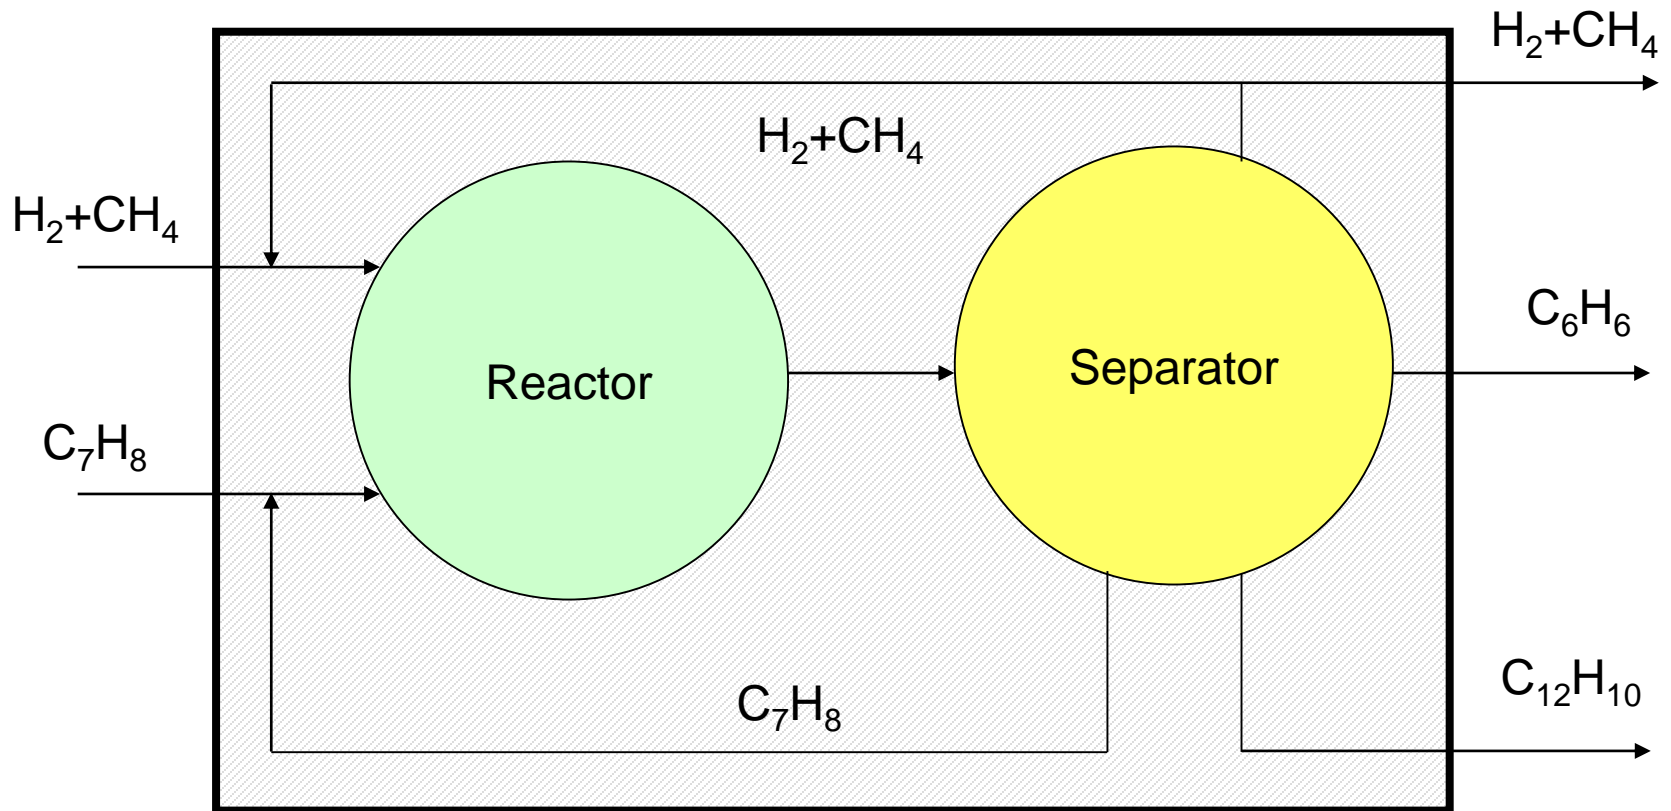 H₂+CH₄
H₂+CH₄
H₂+CH₄
C₆H₆
Reactor
Separator
C₇H₈
C₇H₈
C₁₂H₁₀